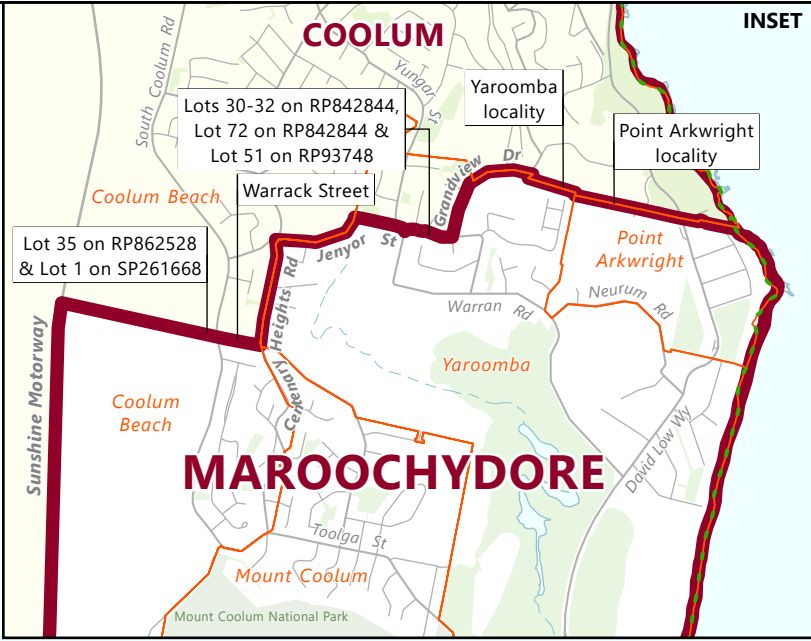 INSET
COOLUM
South Coolum Rd
Yungar St
Lots 30-32 on RP842844,
Lot 72 on RP842844 &
Lot 51 on RP93748
Yaroomba
locality
Point Arkwright
locality
Grandview Dr
Coolum Beach
Warrack Street
Lot 35 on RP862528
& Lot 1 on SP261668
Jenyor St
Point
Arkwright
Neurum Rd
Warran Rd
Centenary Heights Rd
Sunshine Motorway
Yaroomba
Coolum
Beach
David Low Wy
MAROOCHYDORE
Toolga St
Mount Coolum
Mount Coolum National Park